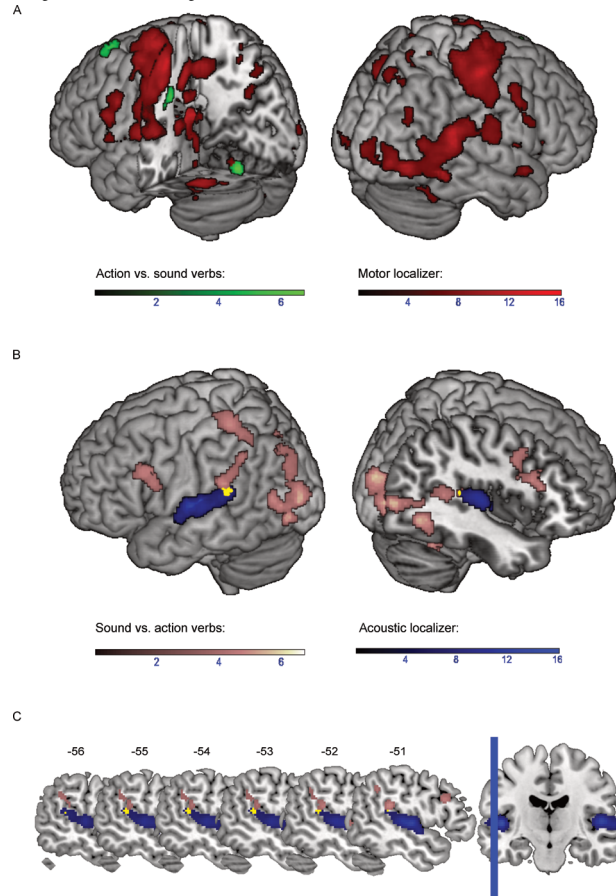 A
Action vs. sound verbs:
Motor localizer:
2 4 6
4 8 12 16
B
Sound vs. action verbs:
Acoustic localizer:
2 4 6
4 8 12 16
C
-56 -55 -54 -53 -52 -51